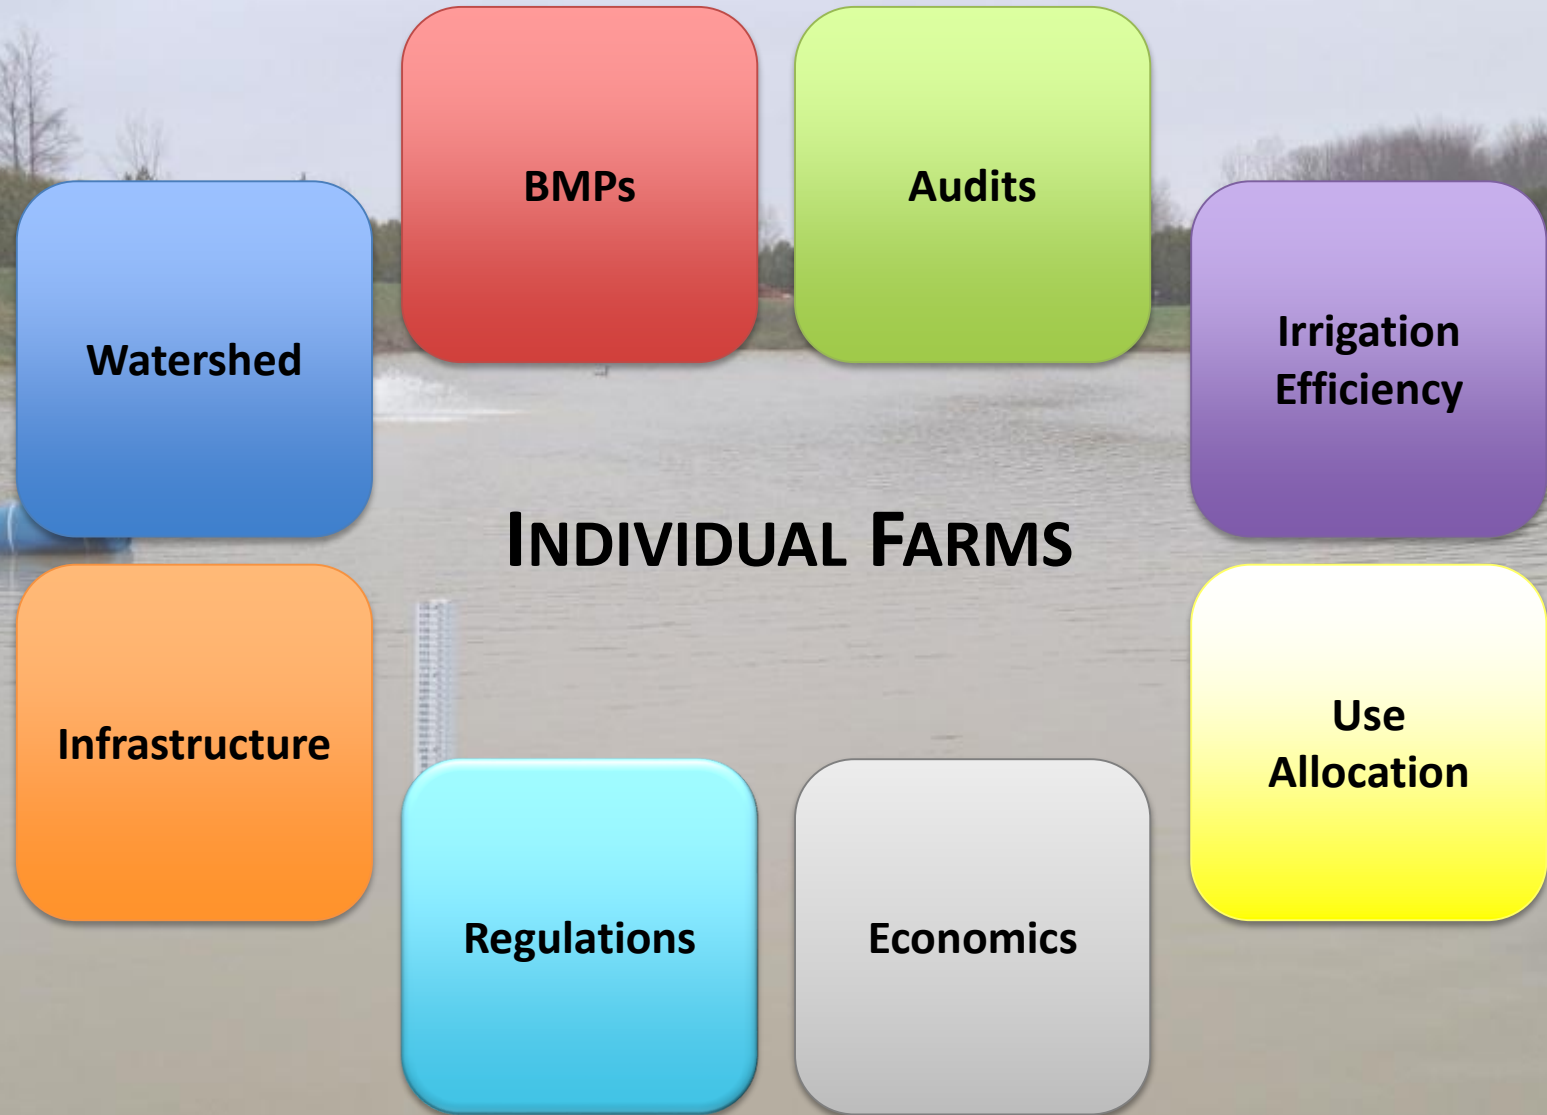 BMPs
Audits
Watershed
Irrigation
Efficiency
INDIVIDUAL FARMS
Infrastructure
Use
Allocation
Regulations
Economics